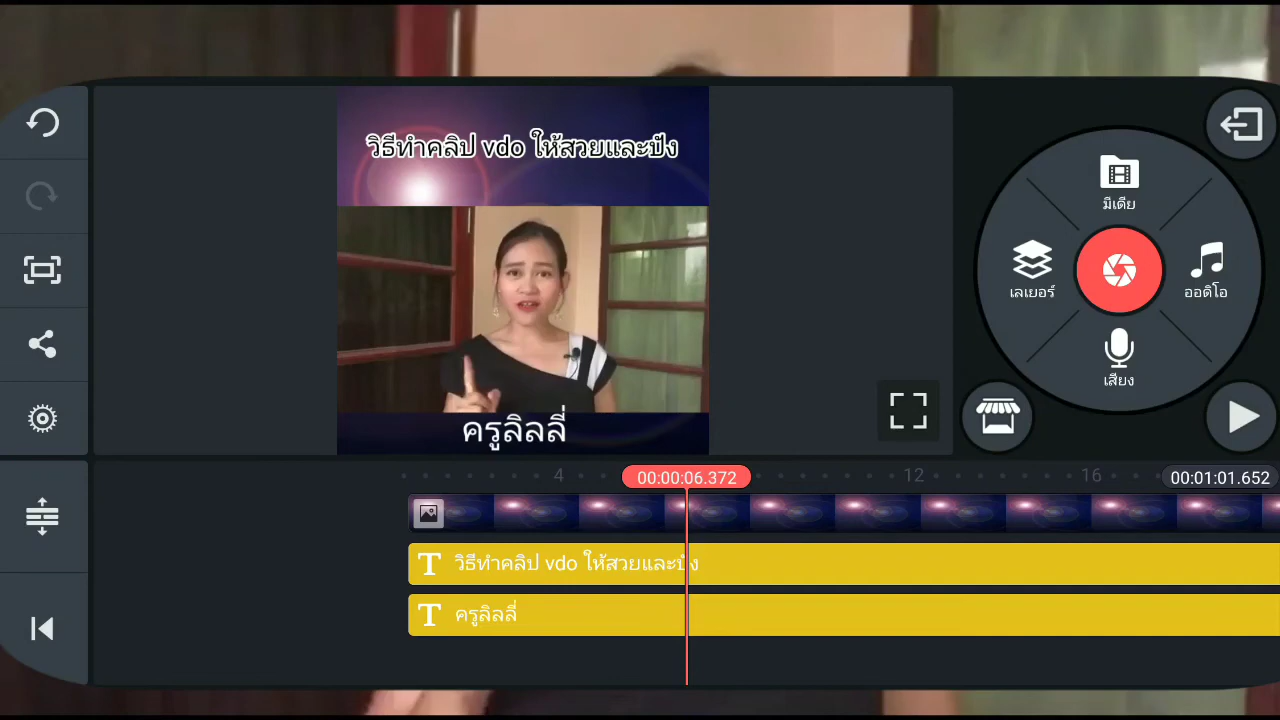 วิธีทำคลิป vdo ให้สวยและปัง
ครูลิลลี่
มีเดีย
เลเยอร์
ออดิโอ
เสียง
4
00:00:06.372
12
16
00:01:01.652
T วิธีทำคลิป vdo ให้สวยและปัง
T ครูลิลลี่